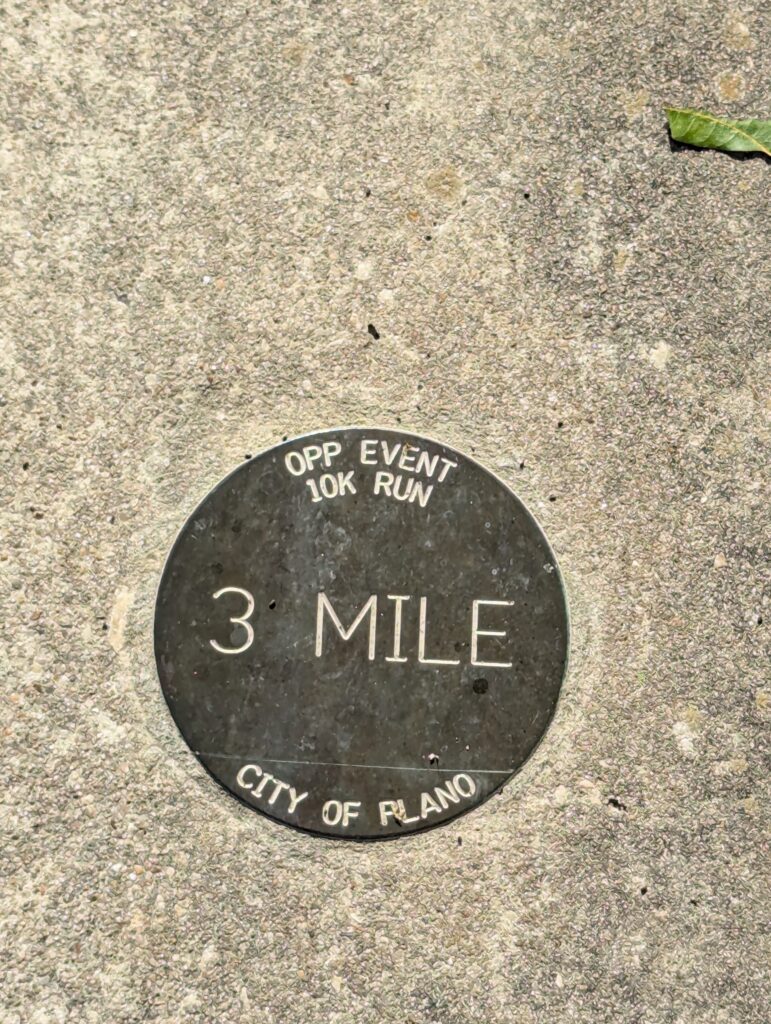 OPP EVENT
10K RUN
3 MILE
CITY OF PLANO